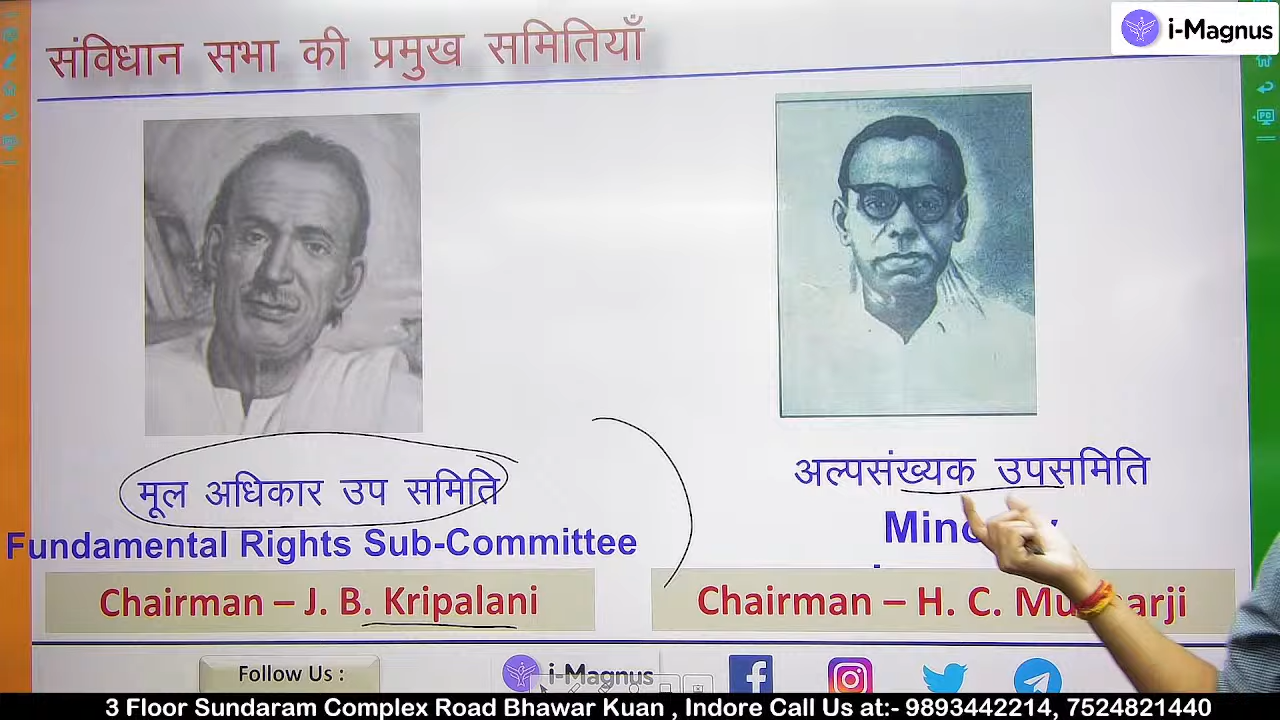 i-Magnus
संविधान सभा की प्रमुख समितियाँ
मूल अधिकार उप समिति
Fundamental Rights Sub-Committee
Chairman – J. B. Kripalani
अल्पसंख्यक उपसमिति
Chairman – H. C.
Follow Us :
i-Magnus
3 Floor Sundaram Complex Road Bhawar Kuan , Indore Call Us at:- 9893442214, 7524821440